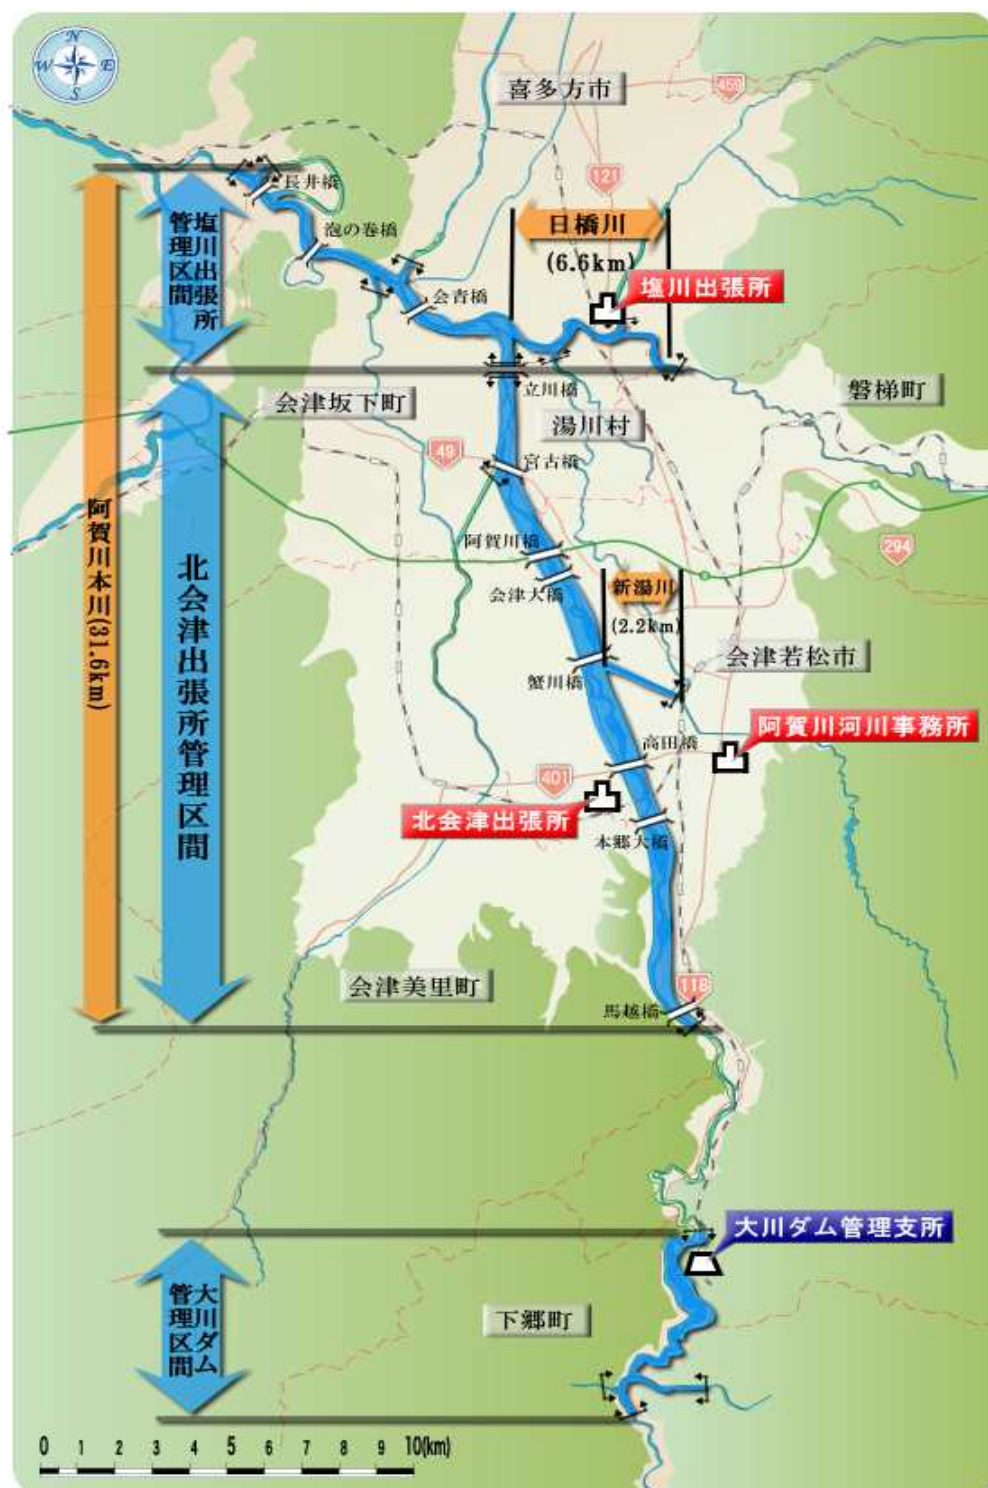 N
W E
S
喜多方市
459
長井橋
121
泡の巻橋
日橋川
(6.6km)
塩川出張所
塩川出張所
管理区間
会青橋
会津坂下町
立川橋
磐梯町
湯川村
49
宮古橋
阿賀川本川(31.6km)
北会津出張所管理区間
阿賀川橋
294
会津大橋
新湯川
(2.2km)
会津若松市
蟹川橋
阿賀川河川事務所
高田橋
401
北会津出張所
本郷大橋
会津美里町
118
馬越橋
大川ダム管理支所
大川ダム
管理区間
下郷町
0 1 2 3 4 5 6 7 8 9 10(km)